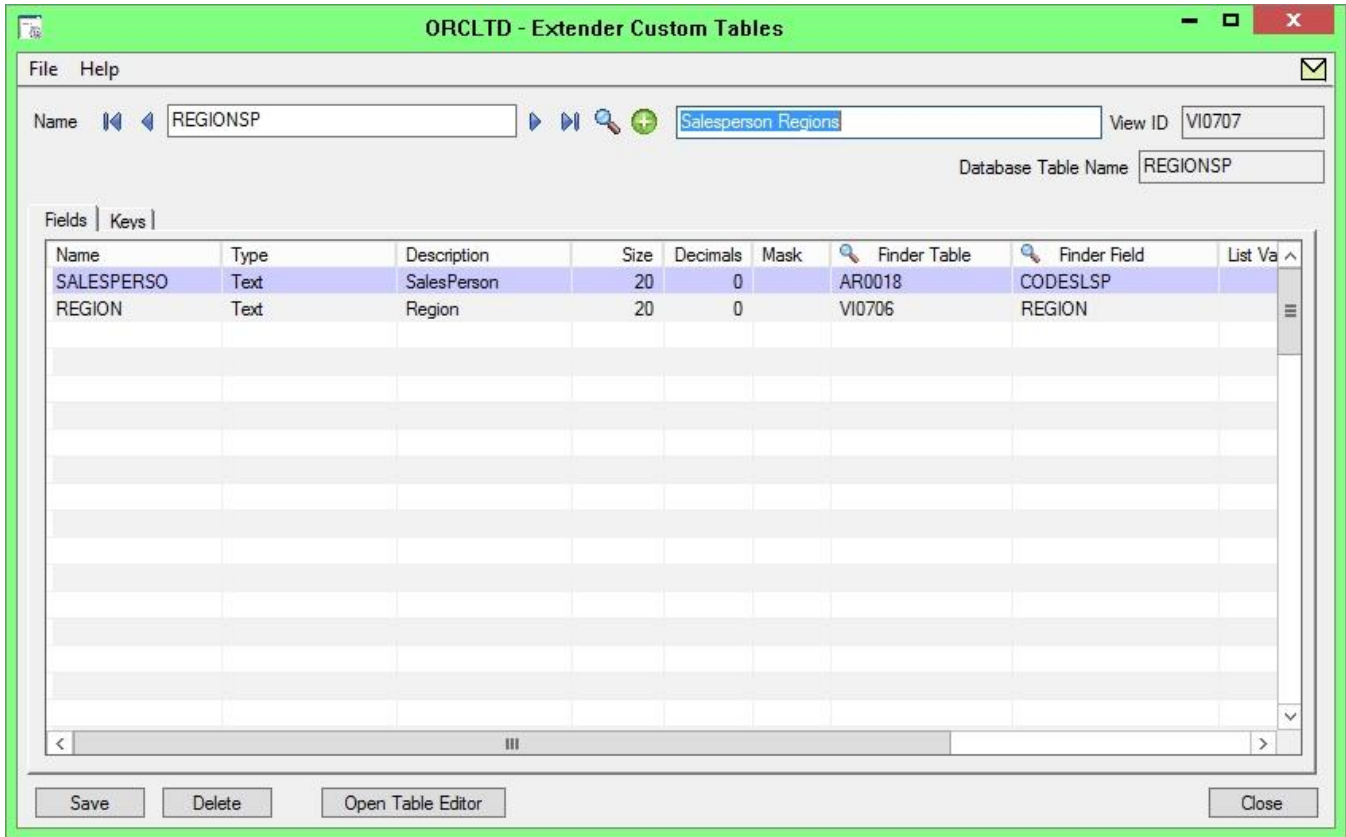 ORCLTD - Extender Custom Tables
File Help
Name REGIONSP Salesperson Regions View ID VI0707
Database Table Name REGIONSP
Fields Keys
Name Type Description Size Decimals Mask Finder Table Finder Field List Va
SALESPERSO Text SalesPerson 20 0 AR0018 CODESLSP
REGION Text Region 20 0 VI0706 REGION
Save Delete Open Table Editor Close